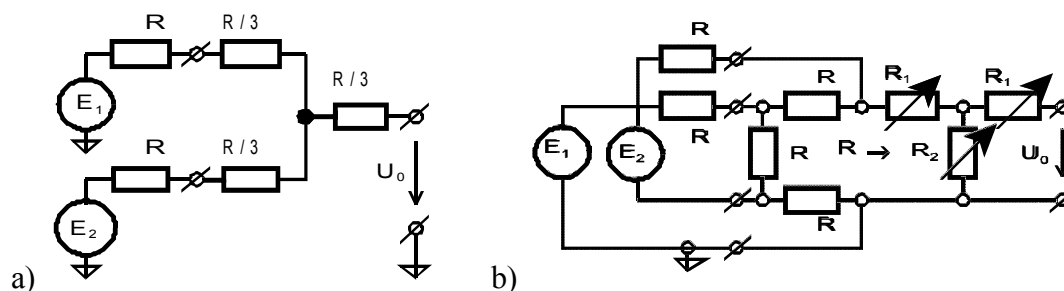 R R / 3
E1
R / 3
R R / 3
U0
E2
a)
R
R R1 R1
R
E1 E2 R R → R2 U0
R
b)